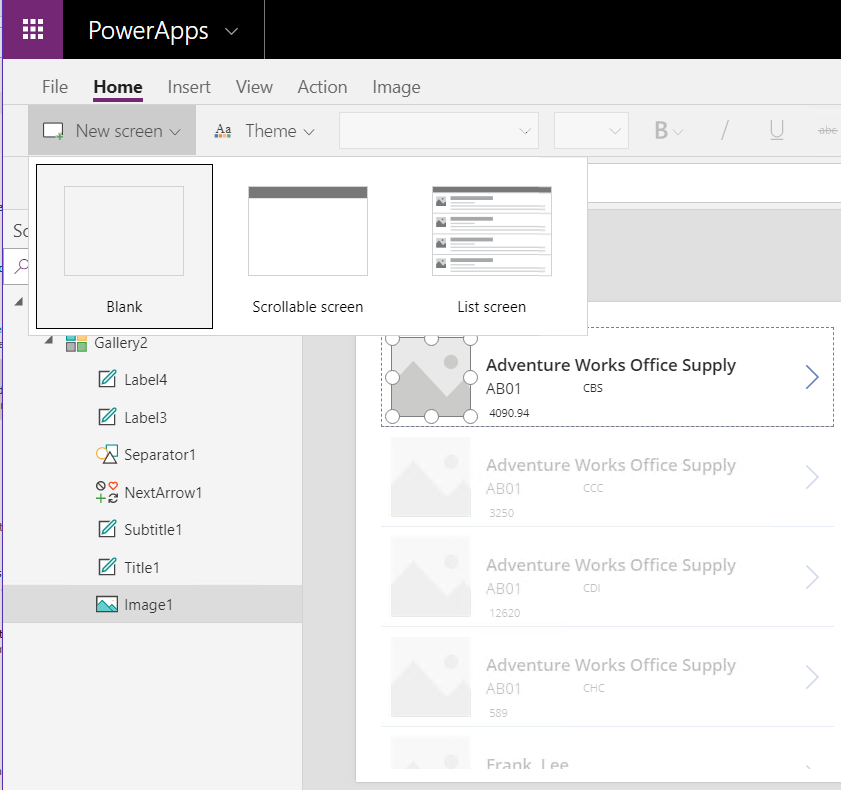 PowerApps
File Home Insert View Action Image
New screen Aa Theme B / U abc
Blank Scrollable screen List screen
Sc
Gallery2
Label4
Label3
Separator1
NextArrow1
Subtitle1
Title1
Image1
Adventure Works Office Supply
AB01 CBS
4090.94
Adventure Works Office Supply
AB01 CCC
3250
Adventure Works Office Supply
AB01 CDI
12620
Adventure Works Office Supply
AB01 CHC
589
Frank, Lee